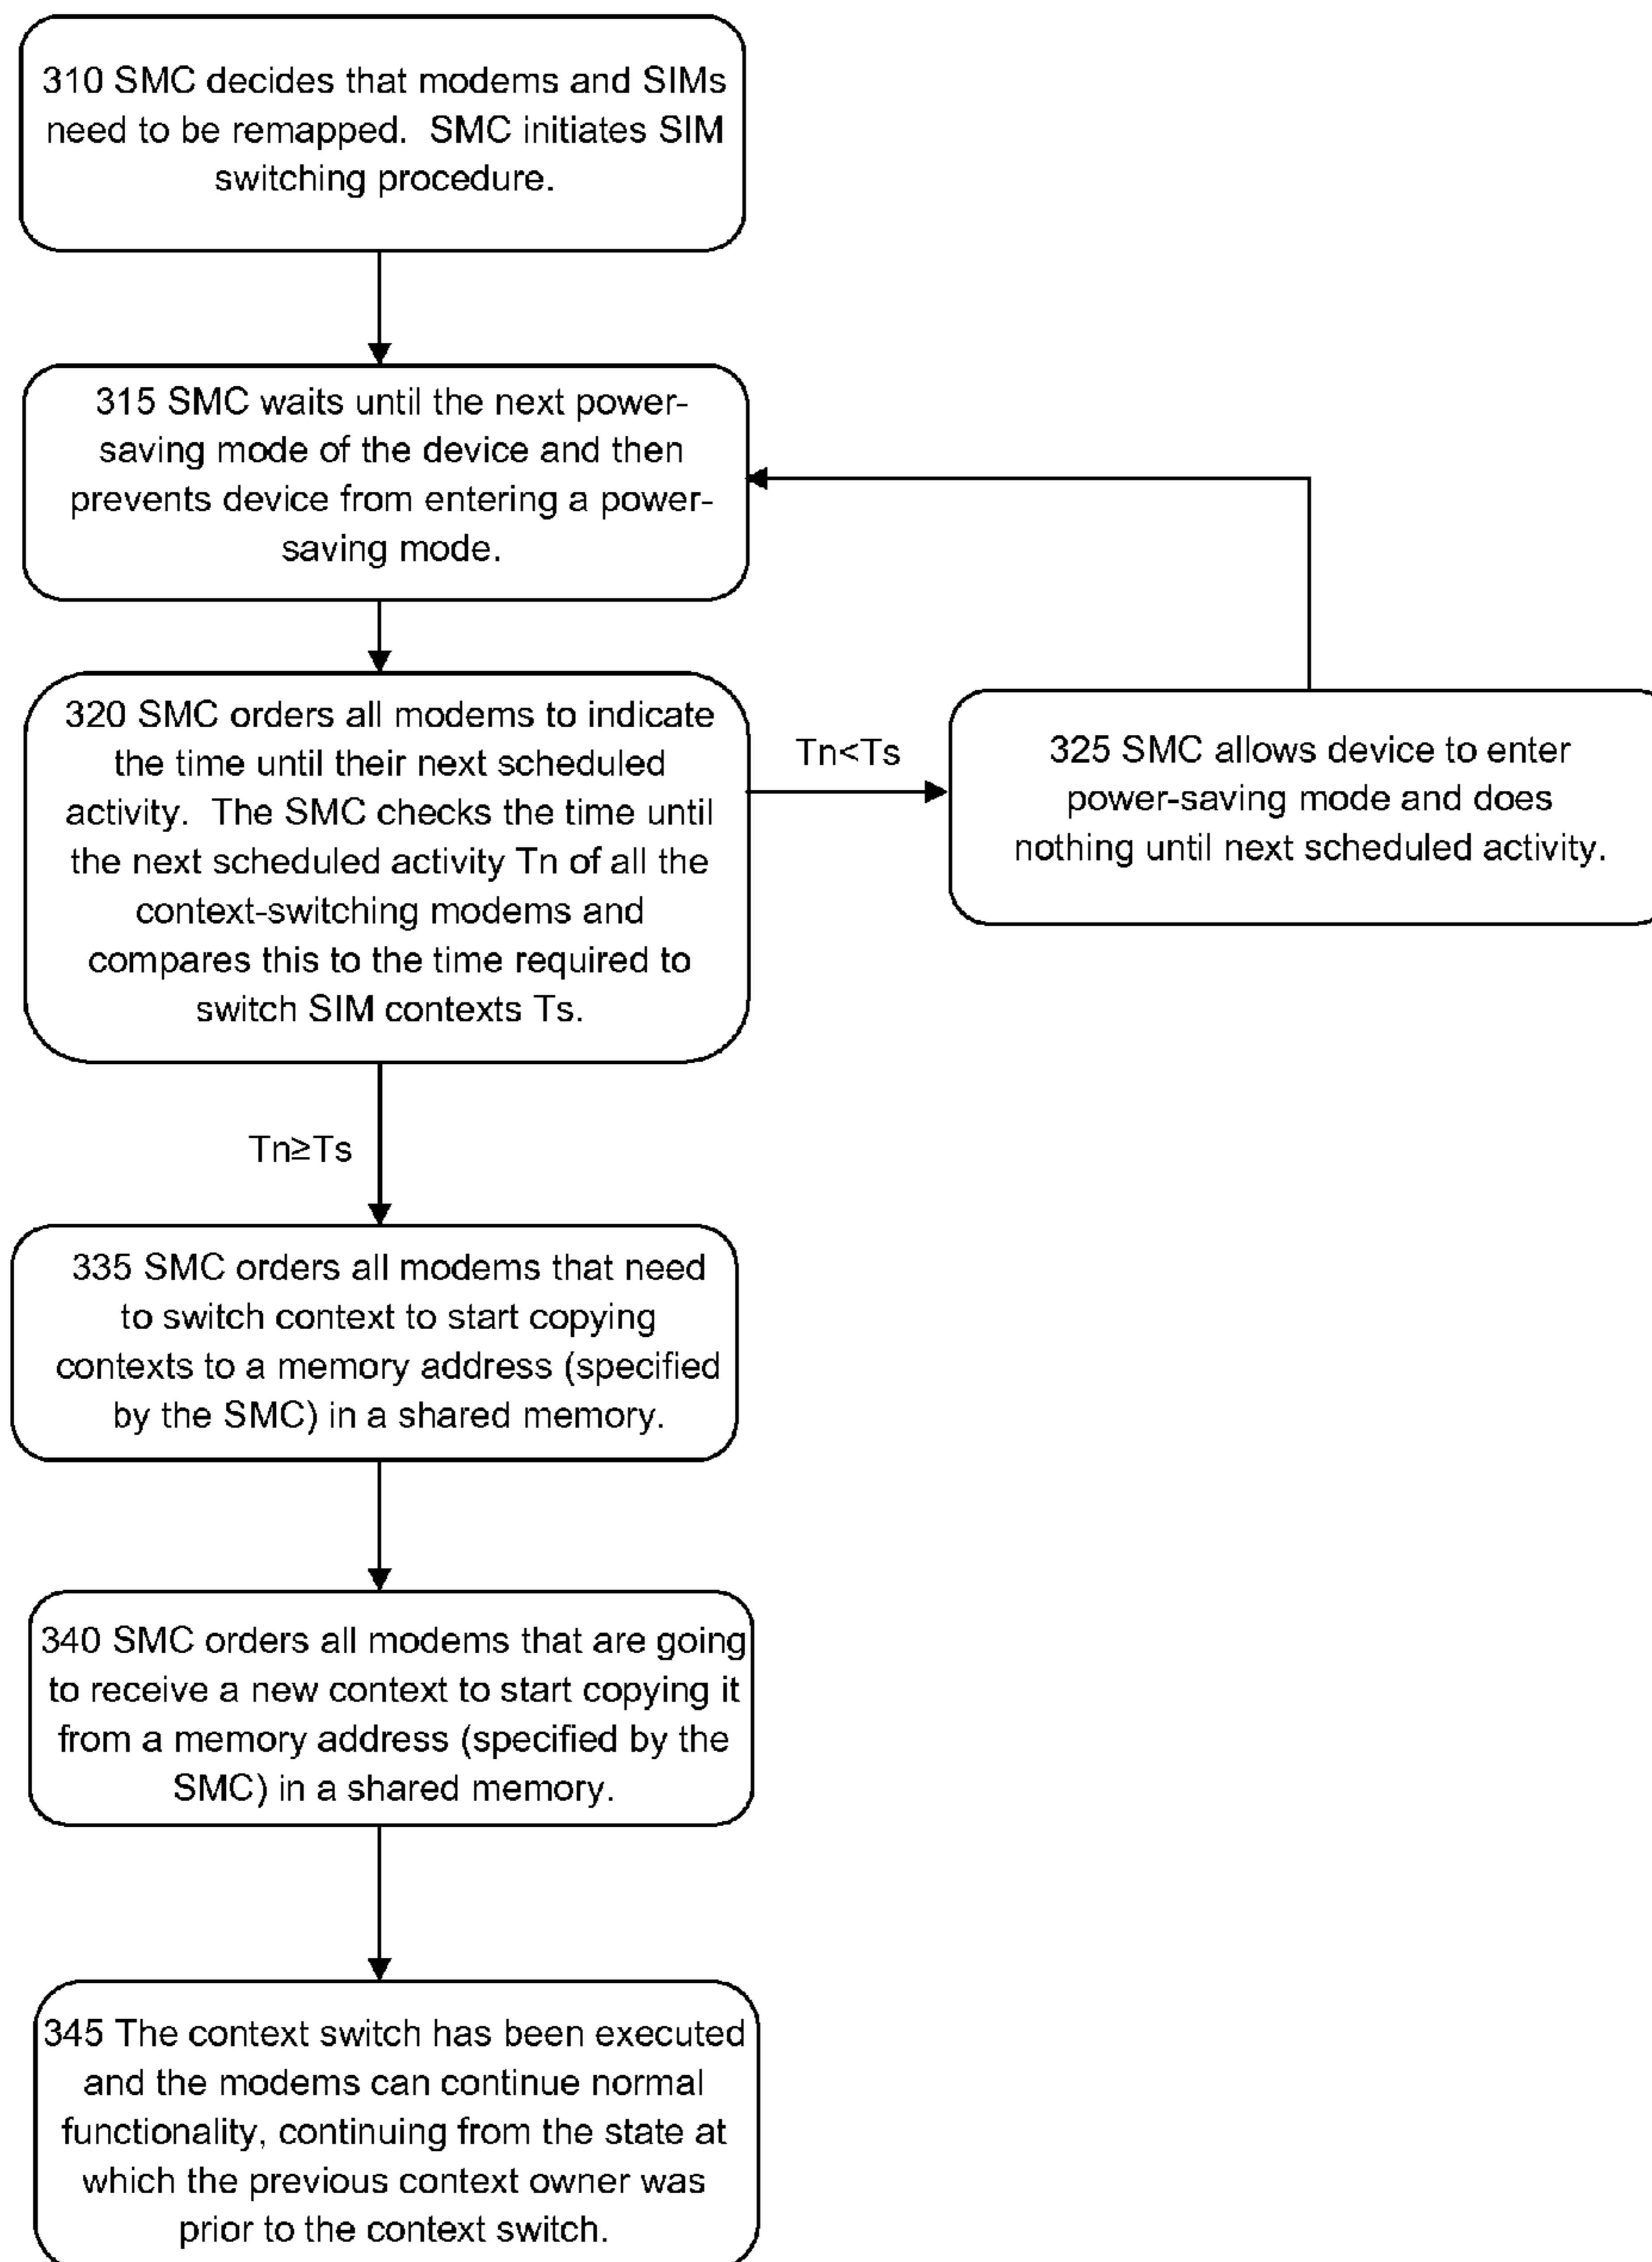 310 SMC decides that modems and SIMs
need to be remapped.  SMC initiates SIM
switching procedure.
315 SMC waits until the next power-
saving mode of the device and then
prevents device from entering a power-
saving mode.
320 SMC orders all modems to indicate
the time until their next scheduled
activity.  The SMC checks the time until
the next scheduled activity Tn of all the
context-switching modems and
compares this to the time required to
switch SIM contexts Ts.
Tn<Ts
325 SMC allows device to enter
power-saving mode and does
nothing until next scheduled activity.
Tn≥Ts
335 SMC orders all modems that need
to switch context to start copying
contexts to a memory address (specified
by the SMC) in a shared memory.
340 SMC orders all modems that are going
to receive a new context to start copying it
from a memory address (specified by the
SMC) in a shared memory.
345 The context switch has been executed
and the modems can continue normal
functionality, continuing from the state at
which the previous context owner was
prior to the context switch.